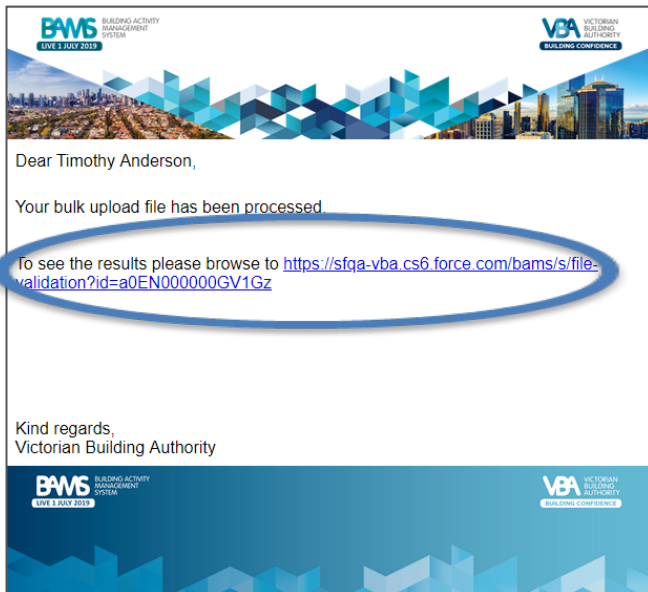 BAMS BUILDING ACTIVITY
MANAGEMENT
SYSTEM
LIVE 1 JULY 2019
VBA VICTORIAN
BUILDING
AUTHORITY
BUILDING CONFIDENCE
Dear Timothy Anderson,
Your bulk upload file has been processed.
To see the results please browse to https://sfqa-vba.cs6.force.com/bams/s/file-
validation?id=a0EN000000GV1Gz
Kind regards,
Victorian Building Authority
BAMS BUILDING ACTIVITY
MANAGEMENT
SYSTEM
LIVE 1 JULY 2019
VBA VICTORIAN
BUILDING
AUTHORITY
BUILDING CONFIDENCE